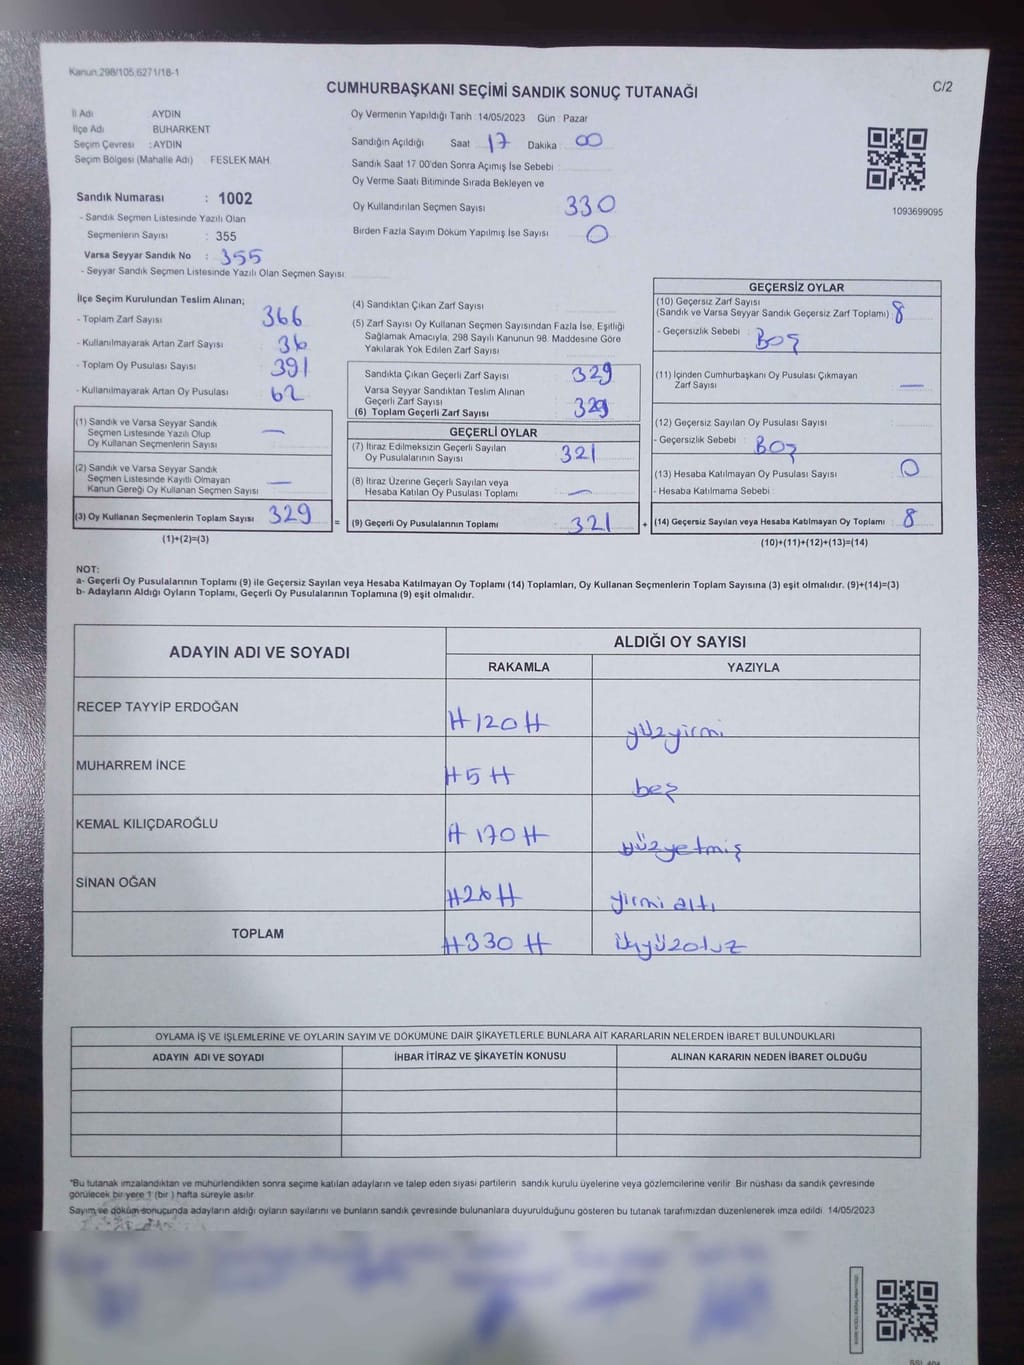 Kanun.298/105,6271/18-1
CUMHURBAŞKANI SEÇİMİ SANDIK SONUÇ TUTANAĞI
C/2
İl Adı AYDIN
İlçe Adı BUHARKENT
Seçim Çevresi : AYDIN
Seçim Bölgesi (Mahalle Adı) FESLEK MAH.
Oy Vermenin Yapıldığı Tarih : 14/05/2023 Gün : Pazar
Sandığın Açıldığı Saat 17 Dakika 00
Sandık Saat 17 00'den Sonra Açımış İse Sebebi :
Oy Verme Saati Bitiminde Sırada Bekleyen ve
Oy Kullandırılan Seçmen Sayısı 330
Birden Fazla Sayım Döküm Yapılmış İse Sayısı 0
1093699095
Sandık Numarası : 1002
- Sandık Seçmen Listesinde Yazılı Olan
Seçmenlerin Sayısı : 355
Varsa Seyyar Sandık No : 355
- Seyyar Sandık Seçmen Listesinde Yazılı Olan Seçmen Sayısı:
İlçe Seçim Kurulundan Teslim Alınan;
- Toplam Zarf Sayısı 366
- Kullanılmayarak Artan Zarf Sayısı : 36
- Toplam Oy Pusulası Sayısı 391
- Kullanılmayarak Artan Oy Pusulası : 62
(1) Sandık ve Varsa Seyyar Sandık
Seçmen Listesinde Yazılı Olup
Oy Kullanan Seçmenlerin Sayısı : —
(2) Sandık ve Varsa Seyyar Sandık
Seçmen Listesinde Kayıtlı Olmayan
Kanun Gereği Oy Kullanan Seçmen Sayısı : —
(3) Oy Kullanan Seçmenlerin Toplam Sayısı : 329
(1)+(2)=(3)
=
(4) Sandıktan Çıkan Zarf Sayısı :
(5) Zarf Sayısı Oy Kullanan Seçmen Sayısından Fazla İse, Eşitliği
Sağlamak Amacıyla, 298 Sayılı Kanunun 98. Maddesine Göre
Yakılarak Yok Edilen Zarf Sayısı :
Sandıkta Çıkan Geçerli Zarf Sayısı : 329
Varsa Seyyar Sandıktan Teslim Alınan
Geçerli Zarf Sayısı : 329
(6) Toplam Geçerli Zarf Sayısı :
GEÇERLİ OYLAR
(7) İtiraz Edilmeksizin Geçerli Sayılan
Oy Pusulalarının Sayısı : 321
(8) İtiraz Üzerine Geçerli Sayılan veya
Hesaba Katılan Oy Pusulası Toplamı : —
(9) Geçerli Oy Pusulalarının Toplamı : 321
+
GEÇERSİZ OYLAR
(10) Geçersiz Zarf Sayısı
(Sandık ve Varsa Seyyar Sandık Geçersiz Zarf Toplamı) : 8
- Geçersizlik Sebebi : BOŞ
(11) İçinden Cumhurbaşkanı Oy Pusulası Çıkmayan
Zarf Sayısı : —
(12) Geçersiz Sayılan Oy Pusulası Sayısı :
- Geçersizlik Sebebi : BOŞ
(13) Hesaba Katılmayan Oy Pusulası Sayısı : 0
- Hesaba Katılmama Sebebi :
(14) Geçersiz Sayılan veya Hesaba Katılmayan Oy Toplamı : 8
(10)+(11)+(12)+(13)=(14)
NOT:
a- Geçerli Oy Pusulalarının Toplamı (9) ile Geçersiz Sayılan veya Hesaba Katılmayan Oy Toplamı (14) Toplamları, Oy Kullanan Seçmenlerin Toplam Sayısına (3) eşit olmalıdır. (9)+(14)=(3)
b- Adayların Aldığı Oyların Toplamı, Geçerli Oy Pusulalarının Toplamına (9) eşit olmalıdır.
ADAYIN ADI VE SOYADI
ALDIĞI OY SAYISI
RAKAMLA YAZIYLA
RECEP TAYYİP ERDOĞAN #120# yüzyirmi
MUHARREM İNCE #5# beş
KEMAL KILIÇDAROĞLU #170# yüzyetmiş
SİNAN OĞAN #26# yirmi altı
TOPLAM #330# üçyüzotuz
OYLAMA İŞ VE İŞLEMLERİNE VE OYLARIN SAYIM VE DÖKÜMÜNE DAİR ŞİKAYETLERLE BUNLARA AİT KARARLARIN NELERDEN İBARET BULUNDUKLARI
ADAYIN ADI VE SOYADI İHBAR İTİRAZ VE ŞİKAYETİN KONUSU ALINAN KARARIN NEDEN İBARET OLDUĞU
*Bu tutanak imzalandıktan ve mühürlendikten sonra seçime katılan adayların ve talep eden siyasi partilerin sandık kurulu üyelerine veya gözlemcilerine verilir. Bir nüshası da sandık çevresinde
görülecek bir yere 1 (bir ) hafta süreyle asılır.
Sayım ve döküm sonucunda adayların aldığı oyların sayılarını ve bunların sandık çevresinde bulunanlara duyurulduğunu gösteren bu tutanak tarafımızdan düzenlenerek imza edildi. 14/05/2023